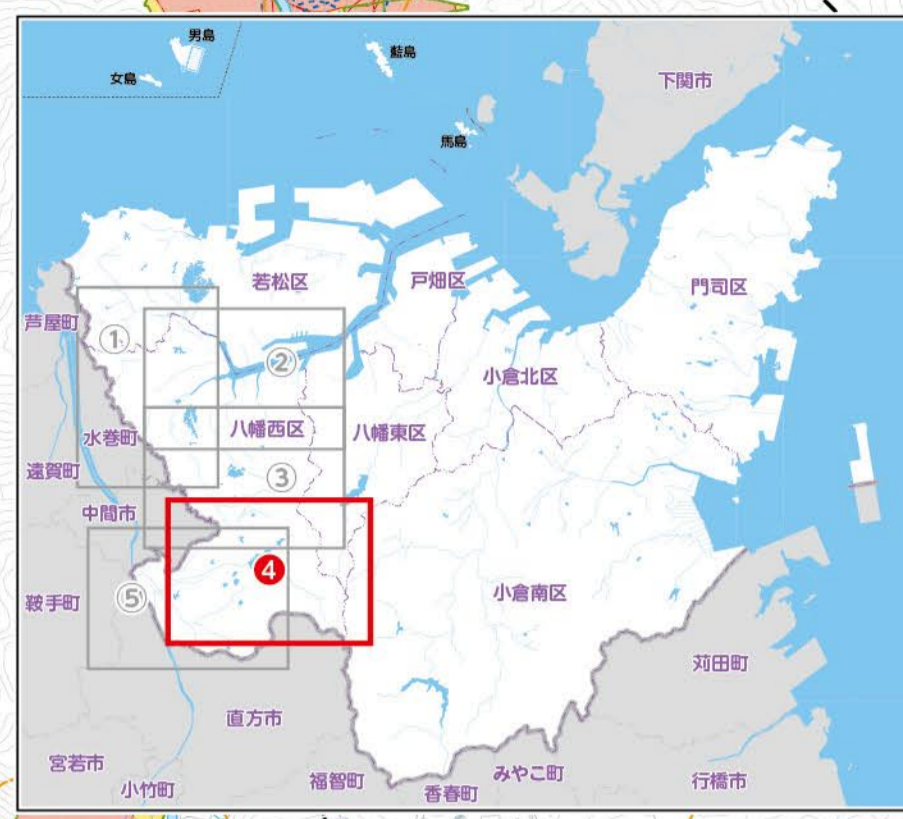 男島
藍島
女島
下関市
馬島
若松区
戸畑区
門司区
芦屋町
①
②
小倉北区
水巻町
八幡西区
八幡東区
遠賀町
③
中間市
④
鞍手町
⑤
小倉南区
苅田町
直方市
宮若市
小竹町
福智町
香春町
みやこ町
行橋市